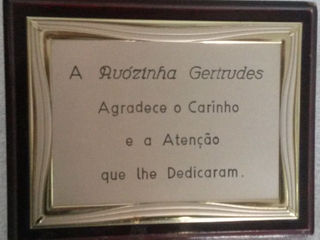 A Avózinha Gertrudes
Agradece o Carinho
e a Atenção
que lhe Dedicaram.